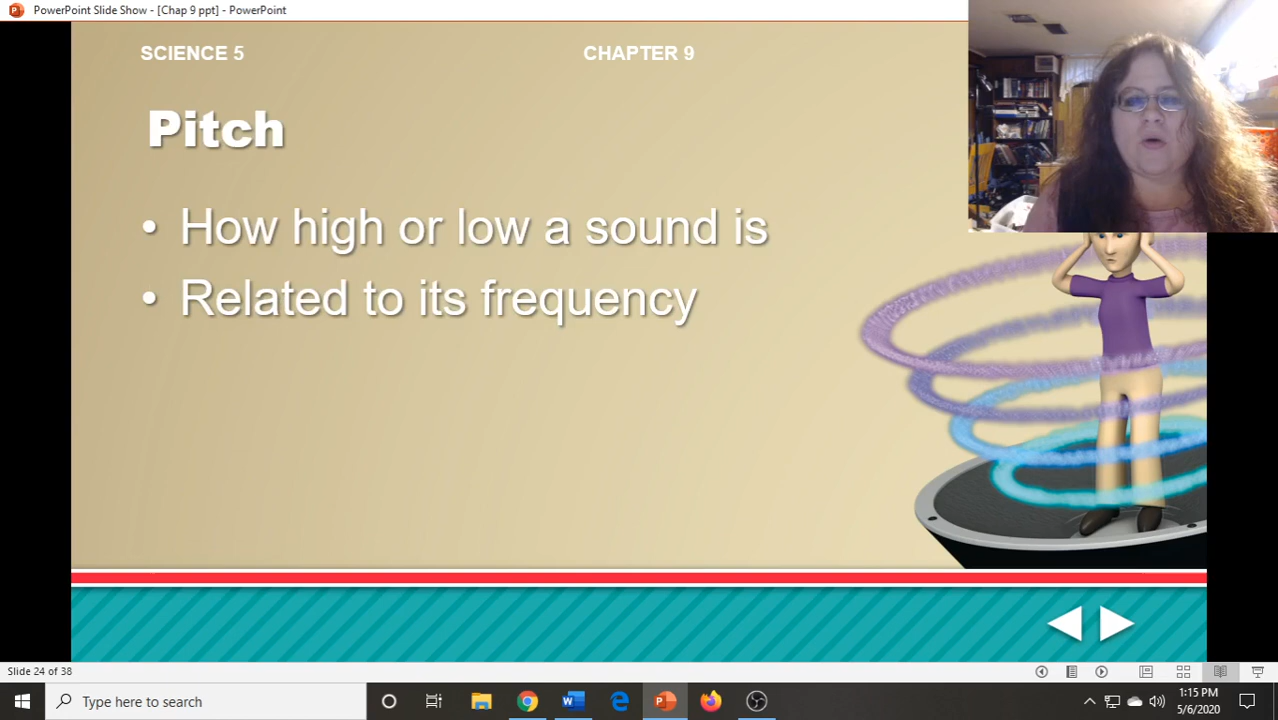 PowerPoint Slide Show - [Chap 9 ppt] - PowerPoint
SCIENCE 5
CHAPTER 9
Pitch
• How high or low a sound is
• Related to its frequency
Slide 24 of 38
Type here to search
1:15 PM
5/6/2020